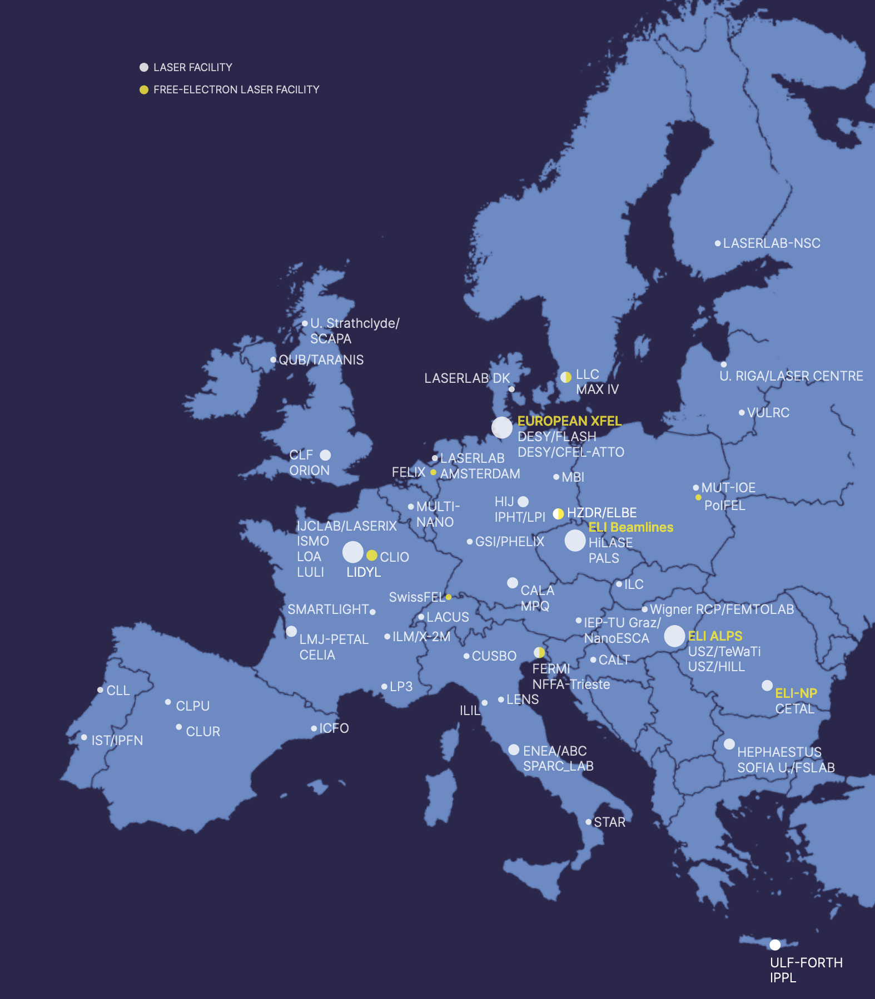 LASER FACILITY
FREE-ELECTRON LASER FACILITY
LASERLAB-NSC
U. Strathclyde/
SCAPA
QUB/TARANIS
LASERLAB DK
LLC
MAX IV
U. RIGA/LASER CENTRE
VULRC
EUROPEAN XFEL
DESY/FLASH
DESY/CFEL-ATTO
CLF
ORION
LASERLAB
AMSTERDAM
FELIX
MBI
MUT-IOE
PolFEL
HIJ
IPHT/LPI
MULTI-
NANO
HZDR/ELBE
IJCLAB/LASERIX
ISMO
LOA
LULI
LIDYL
CLIO
GSI/PHELIX
ELI Beamlines
HiLASE
PALS
CALA
MPQ
ILC
SwissFEL
SMARTLIGHT
LACUS
Wigner RCP/FEMTOLAB
IEP-TU Graz/
NanoESCA
LMJ-PETAL
CELIA
ILM/X-2M
ELI ALPS
USZ/TeWaTi
USZ/HILL
CUSBO
FERMI
NFFA-Trieste
CALT
CLL
CLPU
LP3
LENS
ILIL
ELI-NP
CETAL
CLUR
IST/IPFN
ICFO
ENEA/ABC
SPARC_LAB
HEPHAESTUS
SOFIA U./FSLAB
STAR
ULF-FORTH
IPPL